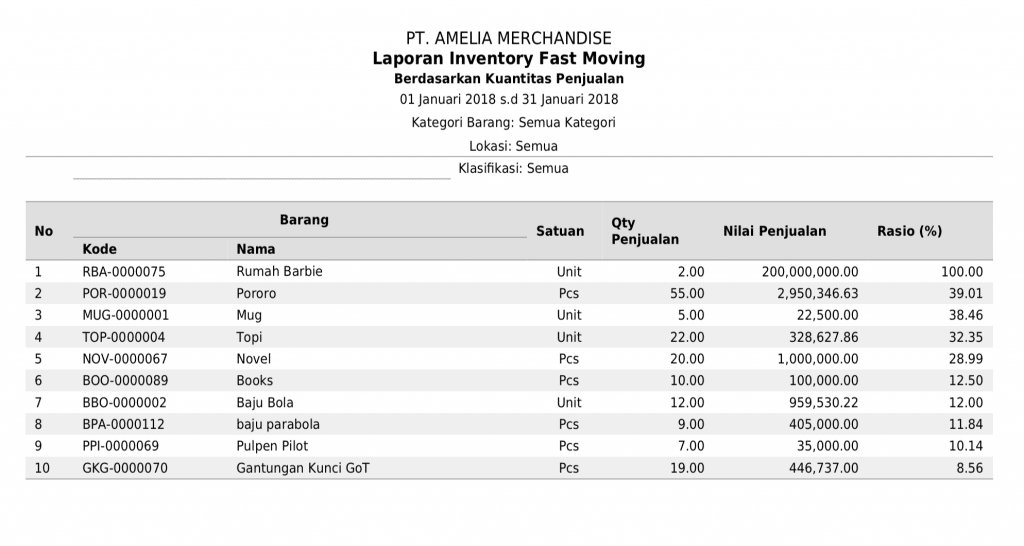 PT. AMELIA MERCHANDISE
Laporan Inventory Fast Moving
Berdasarkan Kuantitas Penjualan
01 Januari 2018 s.d 31 Januari 2018
Kategori Barang: Semua Kategori
Lokasi: Semua
Klasifikasi: Semua
No Barang Satuan Qty Penjualan Nilai Penjualan Rasio (%)
Kode Nama
1 RBA-0000075 Rumah Barbie Unit 2.00 200,000,000.00 100.00
2 POR-0000019 Pororo Pcs 55.00 2,950,346.63 39.01
3 MUG-0000001 Mug Unit 5.00 22,500.00 38.46
4 TOP-0000004 Topi Unit 22.00 328,627.86 32.35
5 NOV-0000067 Novel Pcs 20.00 1,000,000.00 28.99
6 BOO-0000089 Books Pcs 10.00 100,000.00 12.50
7 BBO-0000002 Baju Bola Unit 12.00 959,530.22 12.00
8 BPA-0000112 baju parabola Pcs 9.00 405,000.00 11.84
9 PPI-0000069 Pulpen Pilot Pcs 7.00 35,000.00 10.14
10 GKG-0000070 Gantungan Kunci GoT Pcs 19.00 446,737.00 8.56